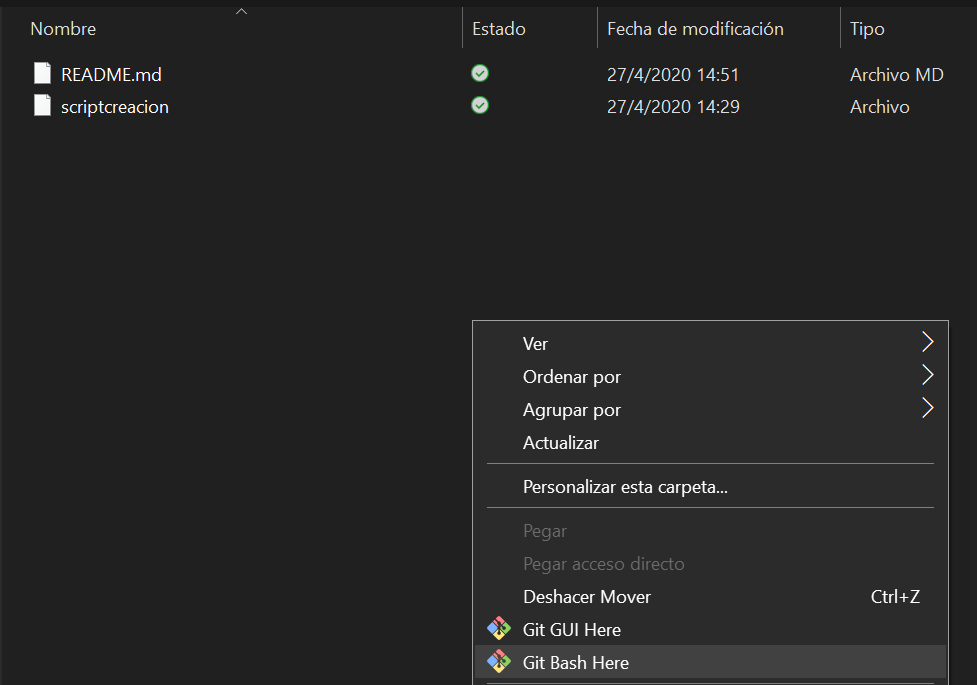 Nombre Estado Fecha de modificación Tipo
README.md 27/4/2020 14:51 Archivo MD
scriptcreacion 27/4/2020 14:29 Archivo
Ver
Ordenar por
Agrupar por
Actualizar
Personalizar esta carpeta...
Pegar
Pegar acceso directo
Deshacer Mover Ctrl+Z
Git GUI Here
Git Bash Here